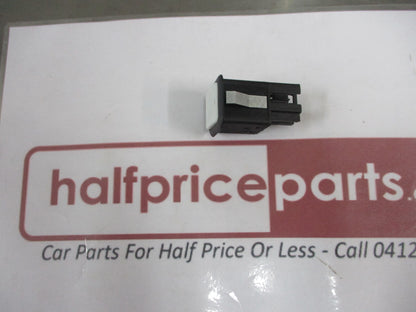 halfpriceparts.
Car Parts For Half Price Or Less - Call 0412